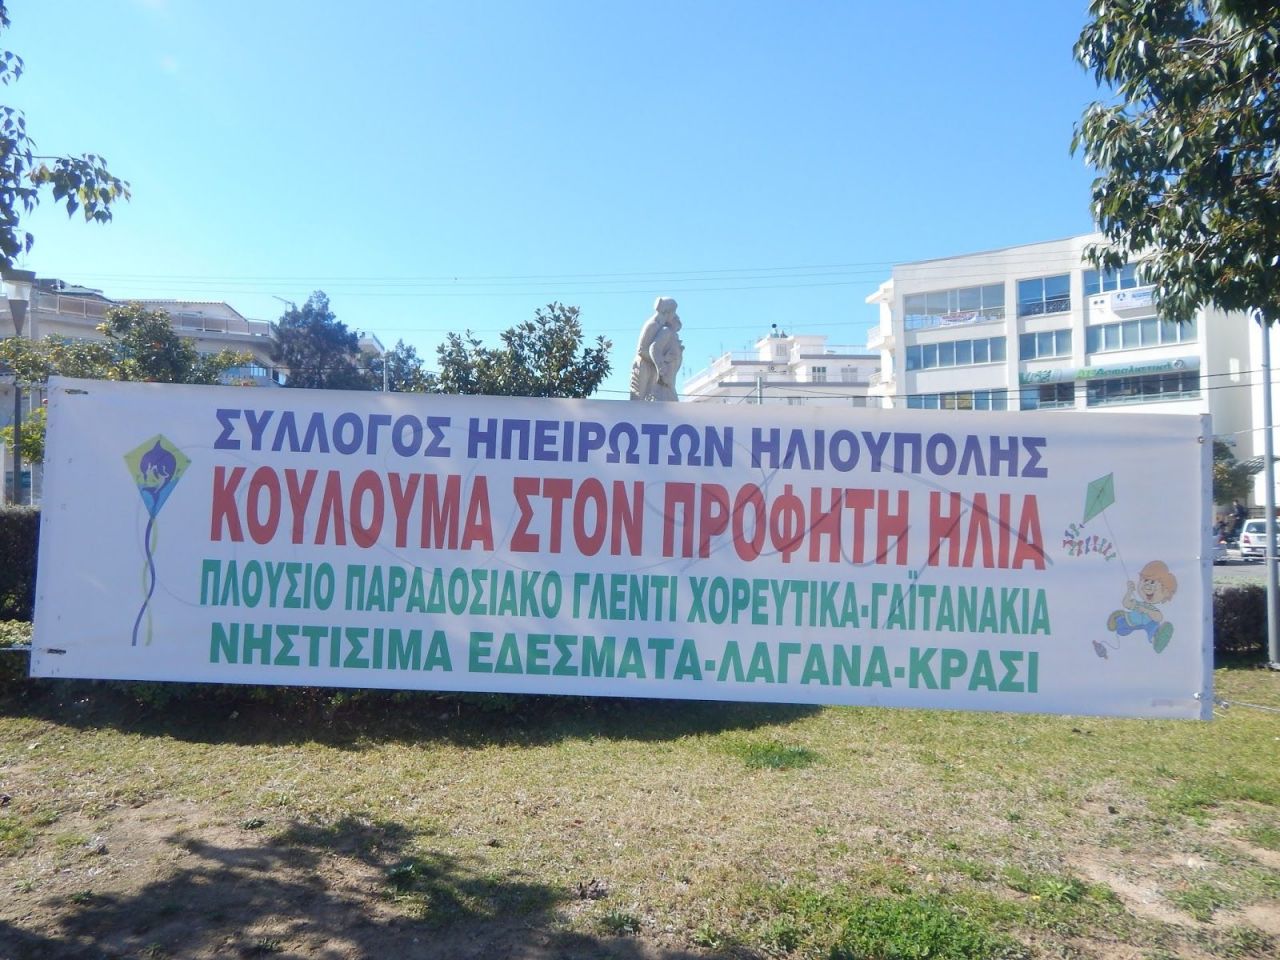 ΣΥΛΛΟΓΟΣ ΗΠΕΙΡΩΤΩΝ ΗΛΙΟΥΠΟΛΗΣ
ΚΟΥΛΟΥΜΑ ΣΤΟΝ ΠΡΟΦΗΤΗ ΗΛΙΑ
ΠΛΟΥΣΙΟ ΠΑΡΑΔΟΣΙΑΚΟ ΓΛΕΝΤΙ ΧΟΡΕΥΤΙΚΑ-ΓΑΪΤΑΝΑΚΙΑ
ΝΗΣΤΙΣΙΜΑ ΕΔΕΣΜΑΤΑ-ΛΑΓΑΝΑ-ΚΡΑΣΙ